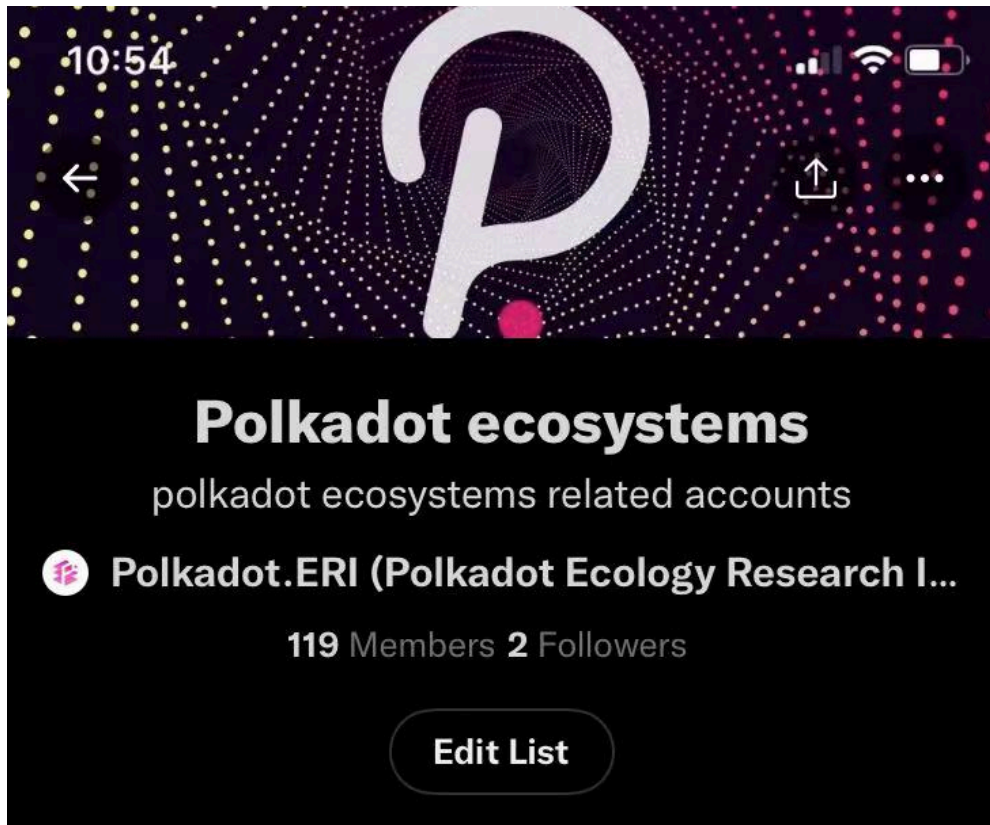 10:54
Polkadot ecosystems
polkadot ecosystems related accounts
Polkadot.ERI (Polkadot Ecology Research I...
119 Members 2 Followers
Edit List